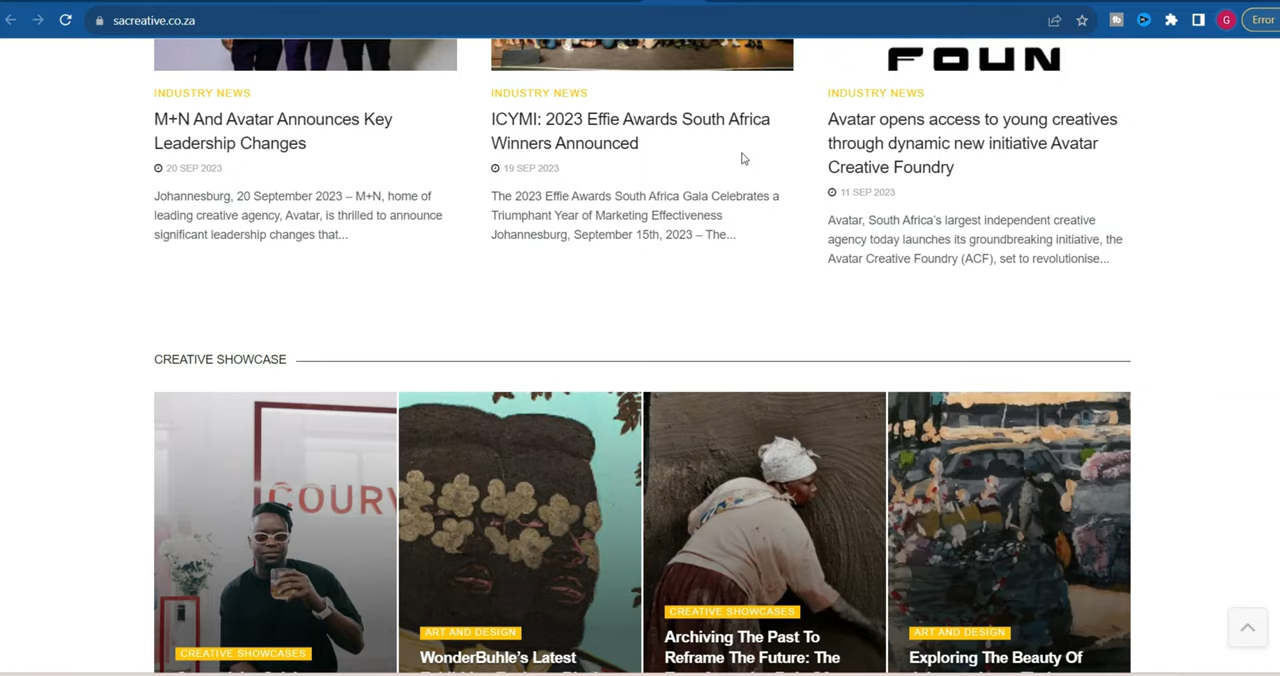 sacreative.co.za
G
Error
FOUN
INDUSTRY NEWS
M+N And Avatar Announces Key
Leadership Changes
20 SEP 2023
Johannesburg, 20 September 2023 – M+N, home of
leading creative agency, Avatar, is thrilled to announce
significant leadership changes that...
INDUSTRY NEWS
ICYMI: 2023 Effie Awards South Africa
Winners Announced
19 SEP 2023
The 2023 Effie Awards South Africa Gala Celebrates a
Triumphant Year of Marketing Effectiveness
Johannesburg, September 15th, 2023 – The...
INDUSTRY NEWS
Avatar opens access to young creatives
through dynamic new initiative Avatar
Creative Foundry
11 SEP 2023
Avatar, South Africa's largest independent creative
agency today launches its groundbreaking initiative, the
Avatar Creative Foundry (ACF), set to revolutionise...
CREATIVE SHOWCASE
COURV
CREATIVE SHOWCASES
ART AND DESIGN
WonderBuhle's Latest
CREATIVE SHOWCASES
Archiving The Past To
Reframe The Future: The
ART AND DESIGN
Exploring The Beauty Of